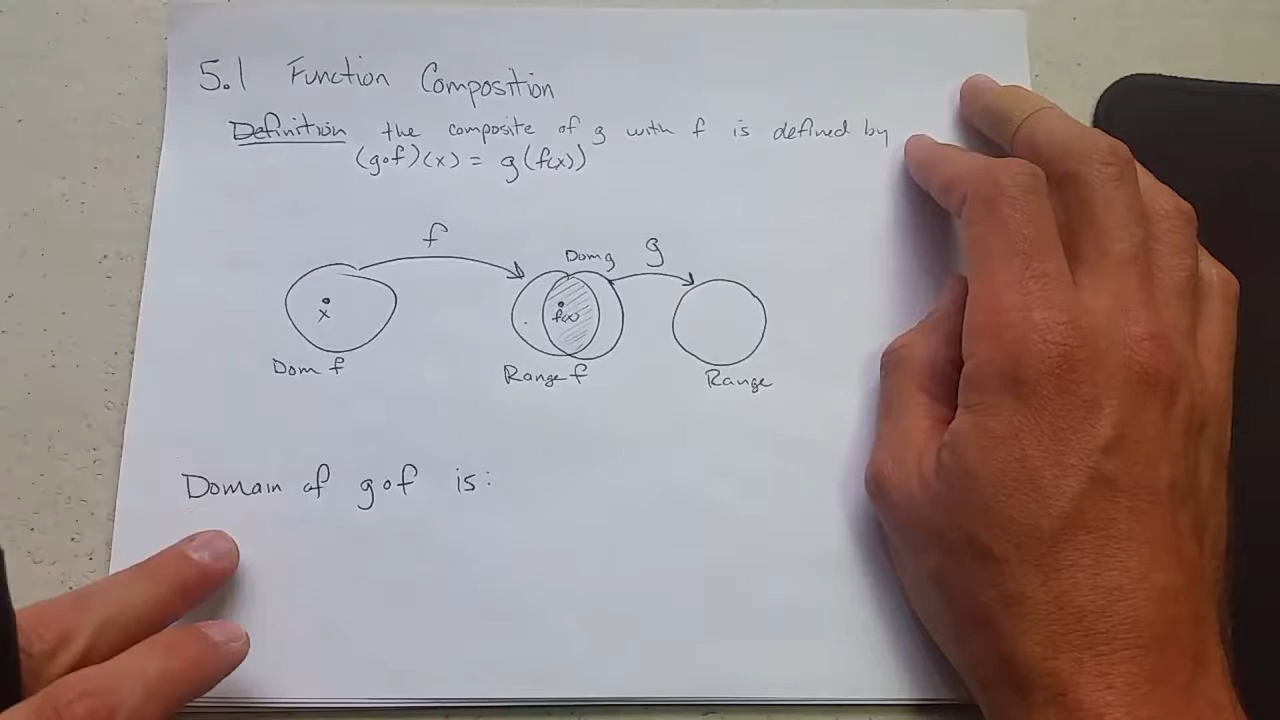 5.1 Function Composition
Definition the composite of g with f is defined by
(g∘f)(x) = g(f(x))
f
Dom g
g
x
f(x)
Dom f
Range f
Range
Domain of g∘f is: